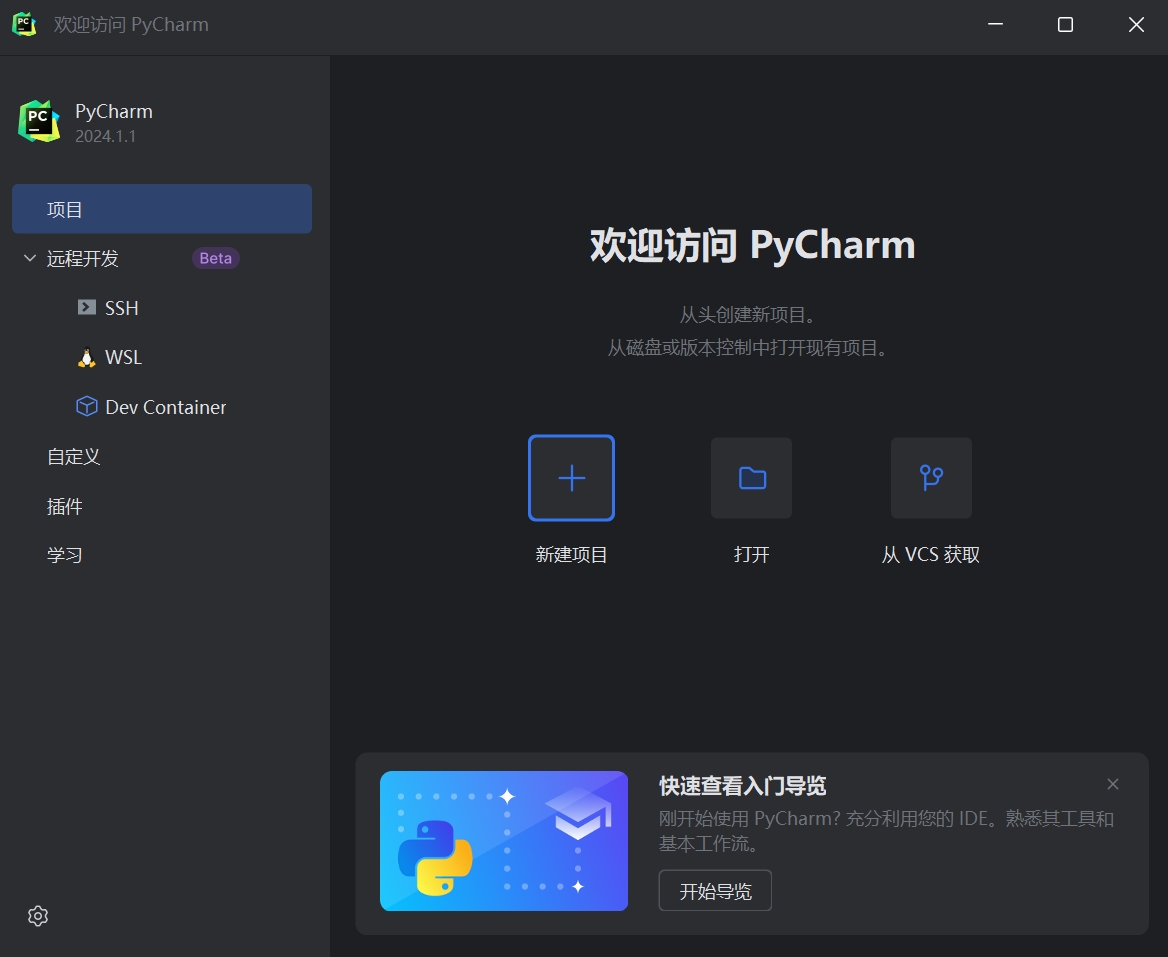 欢迎访问 PyCharm
PyCharm
2024.1.1
项目
远程开发 Beta
SSH
WSL
Dev Container
自定义
插件
学习
欢迎访问 PyCharm
从头创建新项目。
从磁盘或版本控制中打开现有项目。
新建项目
打开
从 VCS 获取
快速查看入门导览
刚开始使用 PyCharm? 充分利用您的 IDE。熟悉其工具和
基本工作流。
开始导览